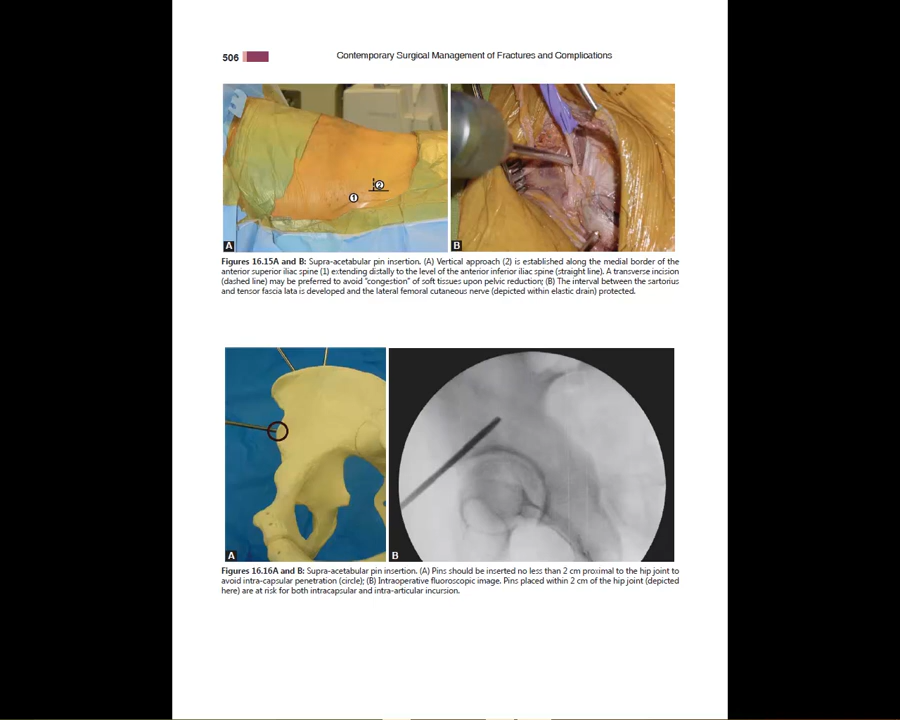 506
Contemporary Surgical Management of Fractures and Complications
1
2
A
B
Figures 16.15A and B: Supra-acetabular pin insertion. (A) Vertical approach (2) is established along the medial border of the
anterior superior iliac spine (1) extending distally to the level of the anterior inferior iliac spine (straight line). A transverse incision
(dashed line) may be preferred to avoid "congestion" of soft tissues upon pelvic reduction; (B) The interval between the sartorius
and tensor fascia lata is developed and the lateral femoral cutaneous nerve (depicted within elastic drain) protected.
A
B
Figures 16.16A and B: Supra-acetabular pin insertion. (A) Pins should be inserted no less than 2 cm proximal to the hip joint to
avoid intra-capsular penetration (circle); (B) Intraoperative fluoroscopic image. Pins placed within 2 cm of the hip joint (depicted
here) are at risk for both intracapsular and intra-articular incursion.